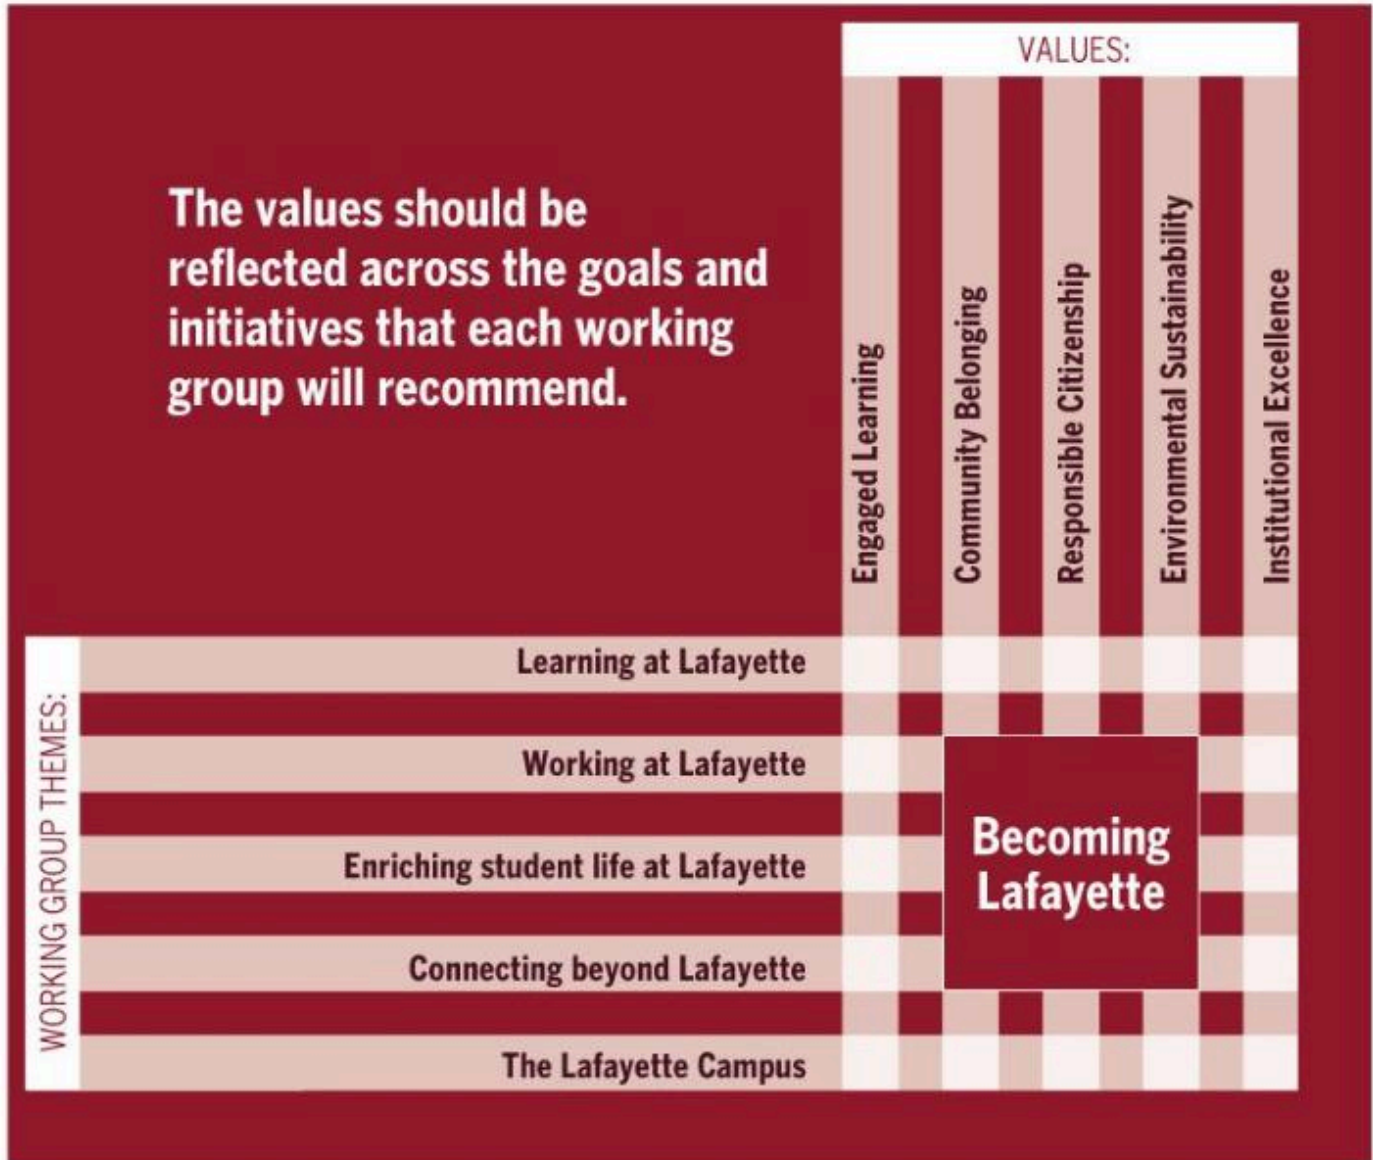 VALUES:
The values should be
reflected across the goals and
initiatives that each working
group will recommend.
Engaged Learning
Community Belonging
Responsible Citizenship
Environmental Sustainability
Institutional Excellence
WORKING GROUP THEMES:
Learning at Lafayette
Working at Lafayette
Enriching student life at Lafayette
Connecting beyond Lafayette
The Lafayette Campus
Becoming
Lafayette